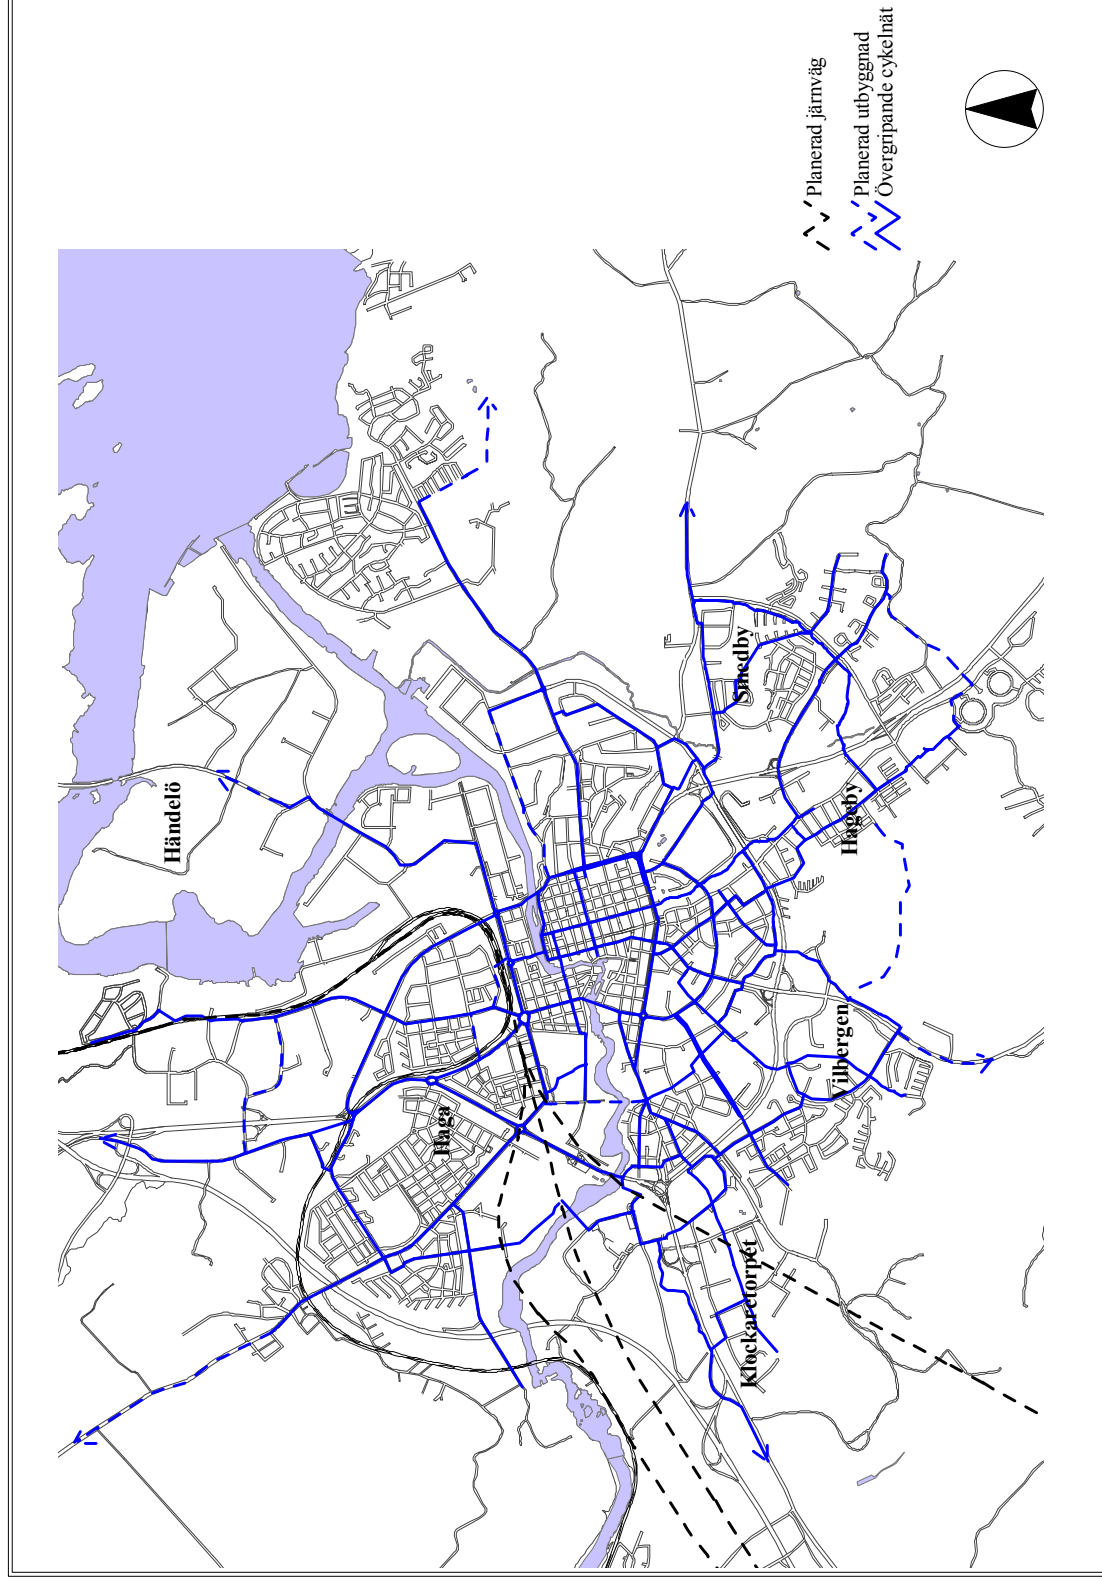 Planerad järnväg
Planerad utbyggnad
Övergripande cykelnät
Händelö
Haga
Smedby
Hageby
Vilbergen
Klockaretorpet